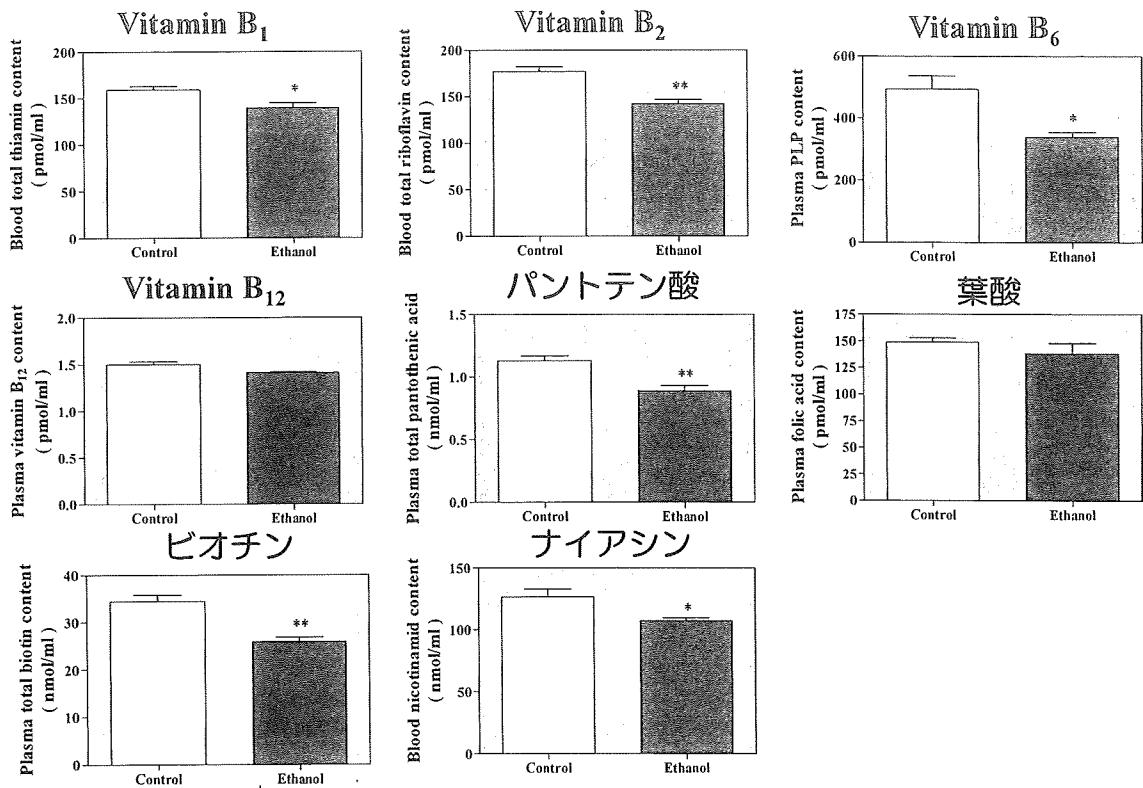 Vitamin B₁
Blood total thiamin content
( pmol/ml )
200
150
100
50
0
*
Control
Ethanol
Vitamin B₂
Blood total riboflavin content
( pmol/ml )
200
150
100
50
0
**
Control
Ethanol
Vitamin B₆
Plasma PLP content
( pmol/ml )
600
400
200
0
*
Control
Ethanol
Vitamin B₁₂
Plasma vitamin B₁₂ content
( pmol/ml )
2.0
1.5
1.0
0.5
0.0
Control
Ethanol
パントテン酸
Plasma total pantothenic acid
( nmol/ml )
1.5
1.0
0.5
0.0
**
Control
Ethanol
葉酸
Plasma folic acid content
( pmol/ml )
175
150
125
100
75
50
25
0
Control
Ethanol
ビオチン
Plasma total biotin content
( nmol/ml )
40
30
20
10
0
**
Control
Ethanol
ナイアシン
Blood nicotinamid content
( nmol/ml )
150
100
50
0
*
Control
Ethanol